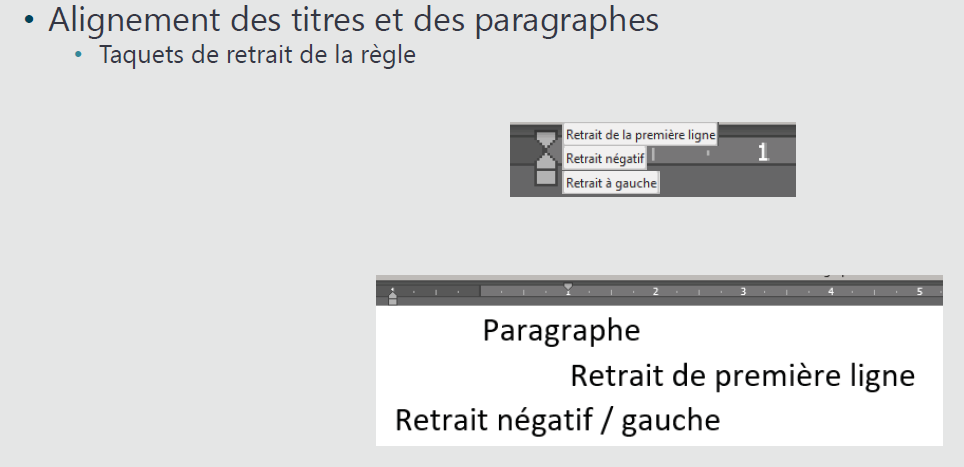 Alignement des titres et des paragraphes
Taquets de retrait de la règle
Retrait de la première ligne
Retrait négatif
1
Retrait à gauche
1 1 2 3 4 5
Paragraphe
Retrait de première ligne
Retrait négatif / gauche